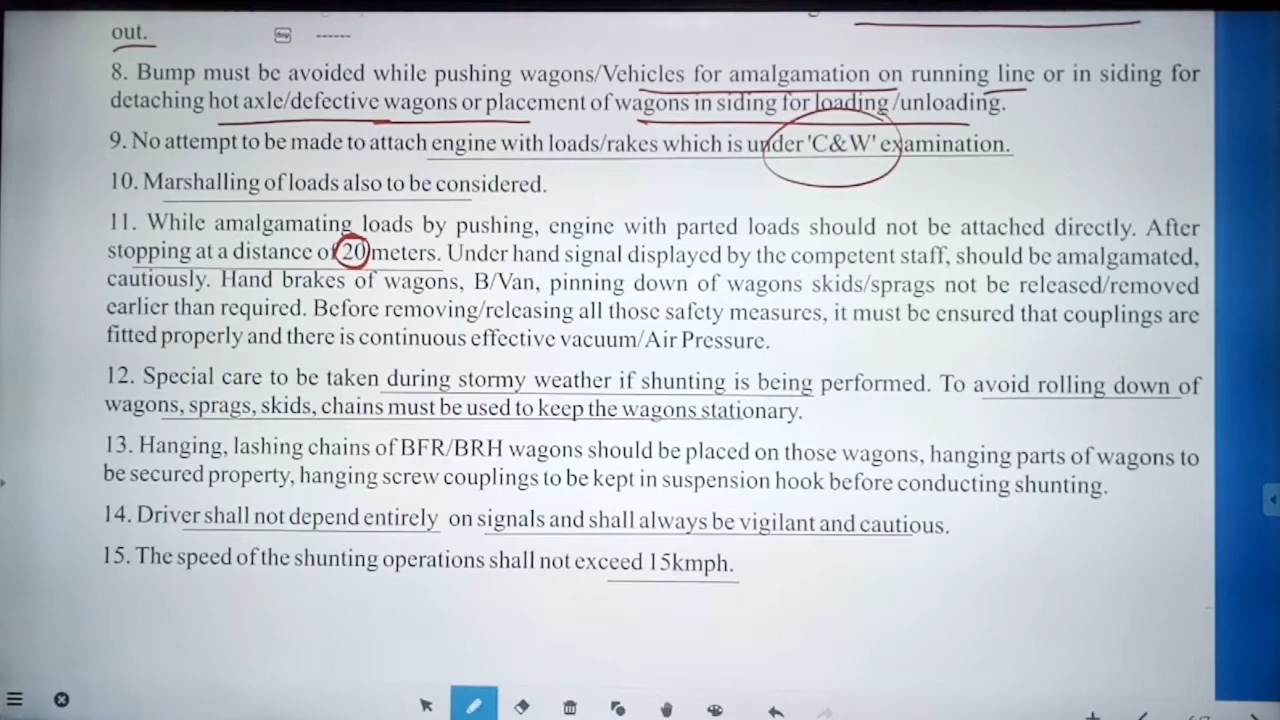 out. ------
8. Bump must be avoided while pushing wagons/Vehicles for amalgamation on running line or in siding for
detaching hot axle/defective wagons or placement of wagons in siding for loading /unloading.
9. No attempt to be made to attach engine with loads/rakes which is under 'C&W' examination.
10. Marshalling of loads also to be considered.
11. While amalgamating loads by pushing, engine with parted loads should not be attached directly. After
stopping at a distance of 20 meters. Under hand signal displayed by the competent staff, should be amalgamated,
cautiously. Hand brakes of wagons, B/Van, pinning down of wagons skids/sprags not be released/removed
earlier than required. Before removing/releasing all those safety measures, it must be ensured that couplings are
fitted properly and there is continuous effective vacuum/Air Pressure.
12. Special care to be taken during stormy weather if shunting is being performed. To avoid rolling down of
wagons, sprags, skids, chains must be used to keep the wagons stationary.
13. Hanging, lashing chains of BFR/BRH wagons should be placed on those wagons, hanging parts of wagons to
be secured property, hanging screw couplings to be kept in suspension hook before conducting shunting.
14. Driver shall not depend entirely on signals and shall always be vigilant and cautious.
15. The speed of the shunting operations shall not exceed 15kmph.